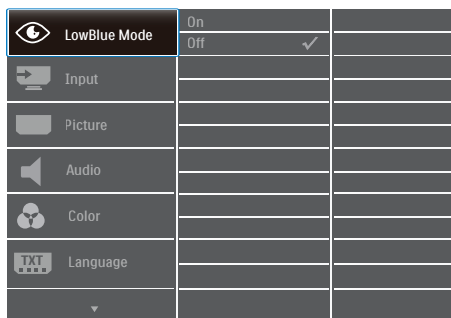 LowBlue Mode
On
Off
Input
Picture
Audio
Color
TXT
Language